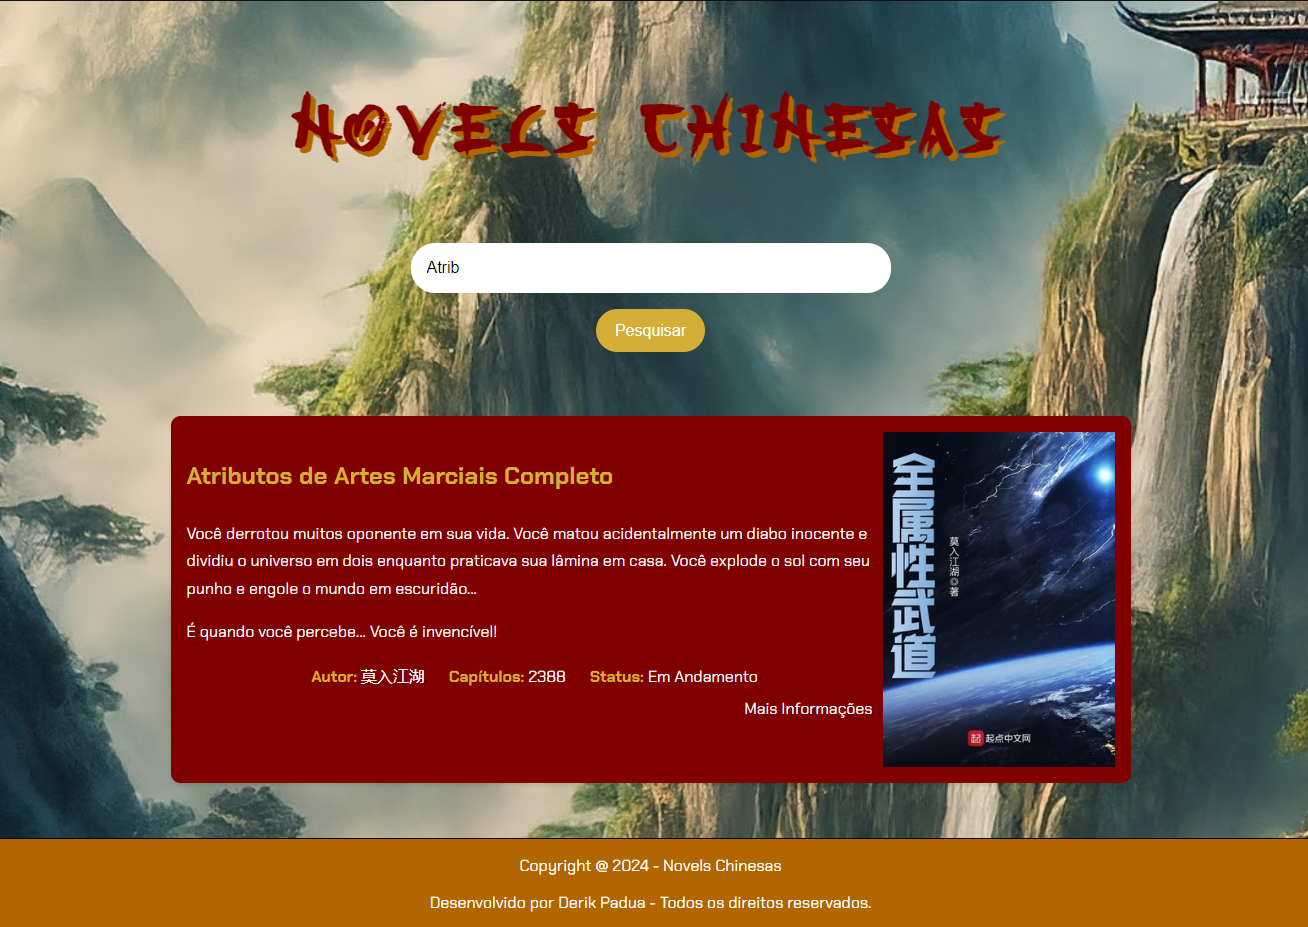 NOVELS CHINESAS
Atrib
Pesquisar
Atributos de Artes Marciais Completo
Você derrotou muitos oponente em sua vida. Você matou acidentalmente um diabo inocente e
dividiu o universo em dois enquanto praticava sua lâmina em casa. Você explode o sol com seu
punho e engole o mundo em escuridão...
É quando você percebe... Você é invencível!
Autor: 莫入江湖 Capítulos: 2388 Status: Em Andamento
Mais Informações
全属性武道
莫入江湖◎著
起 起点中文网
Copyright @ 2024 - Novels Chinesas
Desenvolvido por Derik Padua - Todos os direitos reservados.